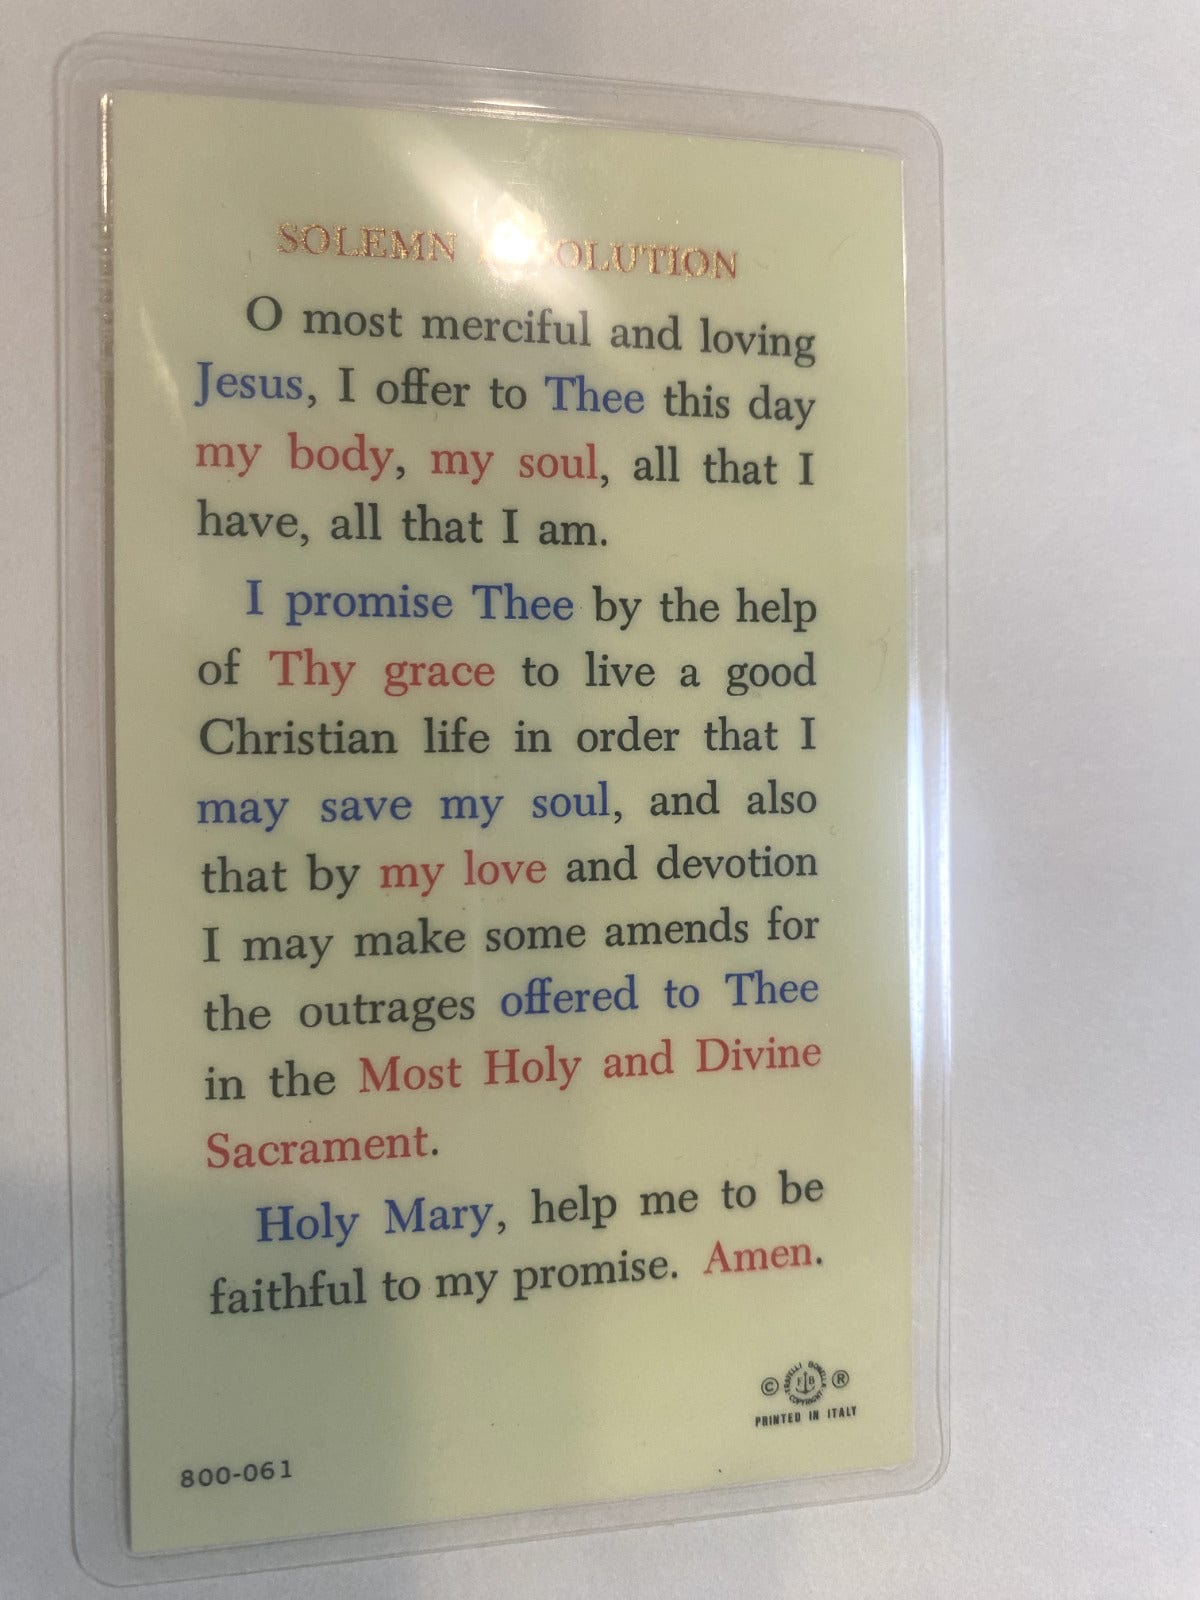 SOLEMN
O most merciful and loving
Jesus, I offer to Thee this day
my body, my soul, all that I
have, all that I am.
I promise Thee by the help
of Thy grace to live a good
Christian life in order that I
may save my soul, and also
that by my love and devotion
I may make some amends for
the outrages offered to Thee
in the Most Holy and Divine
Sacrament.
Holy Mary, help me to be
faithful to my promise. Amen.
© FRATELLI BONELLA FB COPYRIGHT ®
PRINTED IN ITALY
800-061